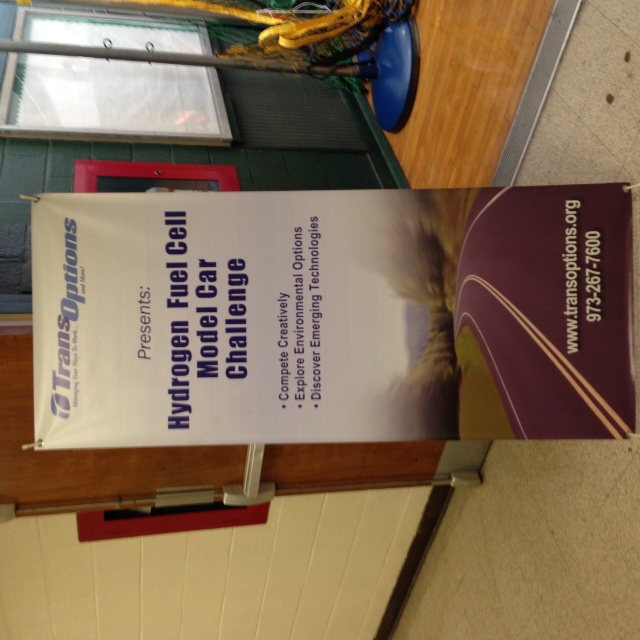 TransOptions
Managing Your Ways To Work...
and More!
Presents:
Hydrogen Fuel Cell
Model Car
Challenge
• Compete Creatively
• Explore Environmental Options
• Discover Emerging Technologies
www.transoptions.org
973-267-7600